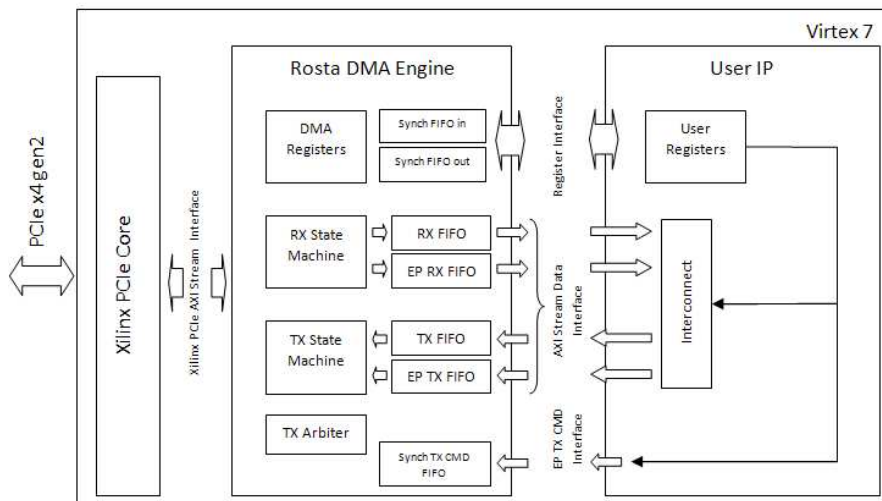 Virtex 7
Rosta DMA Engine
User IP
PCIe x4 gen2
Xilinx PCIe Core
Xilinx PCIe AXI Stream Interface
DMA
Registers
Synch FIFO in
Synch FIFO out
Register Interface
User
Registers
RX State
Machine
RX FIFO
EP RX FIFO
AXI Stream Data
Interface
Interconnect
TX State
Machine
TX FIFO
EP TX FIFO
TX Arbiter
Synch TX CMD
FIFO
EP TX CMD
Interface